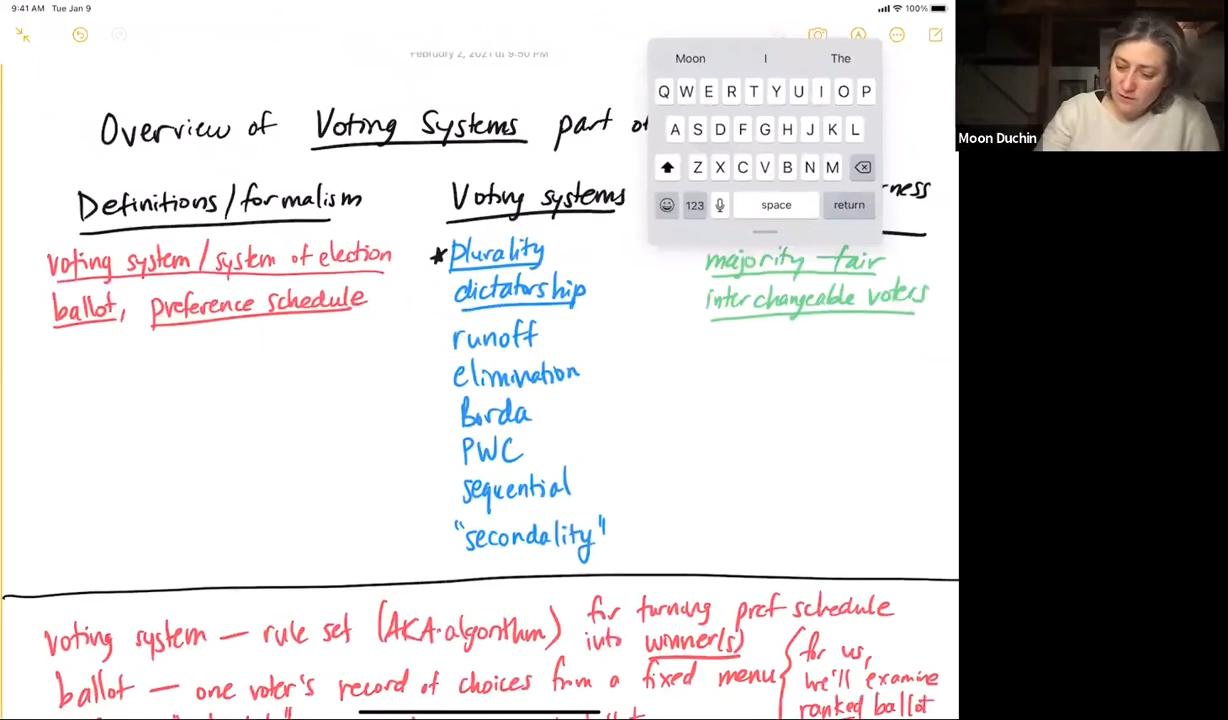 9:41 AM Tue Jan 9
100%
February 2, 2021 at 9:50 PM
Overview of Voting Systems part of
Definitions/formalism
voting system/system of election
ballot, preference schedule
Voting systems
*plurality
dictatorship
runoff
elimination
Borda
PWC
sequential
"secondality"
ness
majority-fair
interchangeable voters
Moon I The
Q W E R T Y U I O P
A S D F G H J K L
Z X C V B N M
123 space return
Moon Duchin
voting system — rule set (AKA algorithm) for turning pref schedule
into winner(s)
ballot — one voter's record of choices from a fixed menu
for us,
we'll examine
ranked ballot